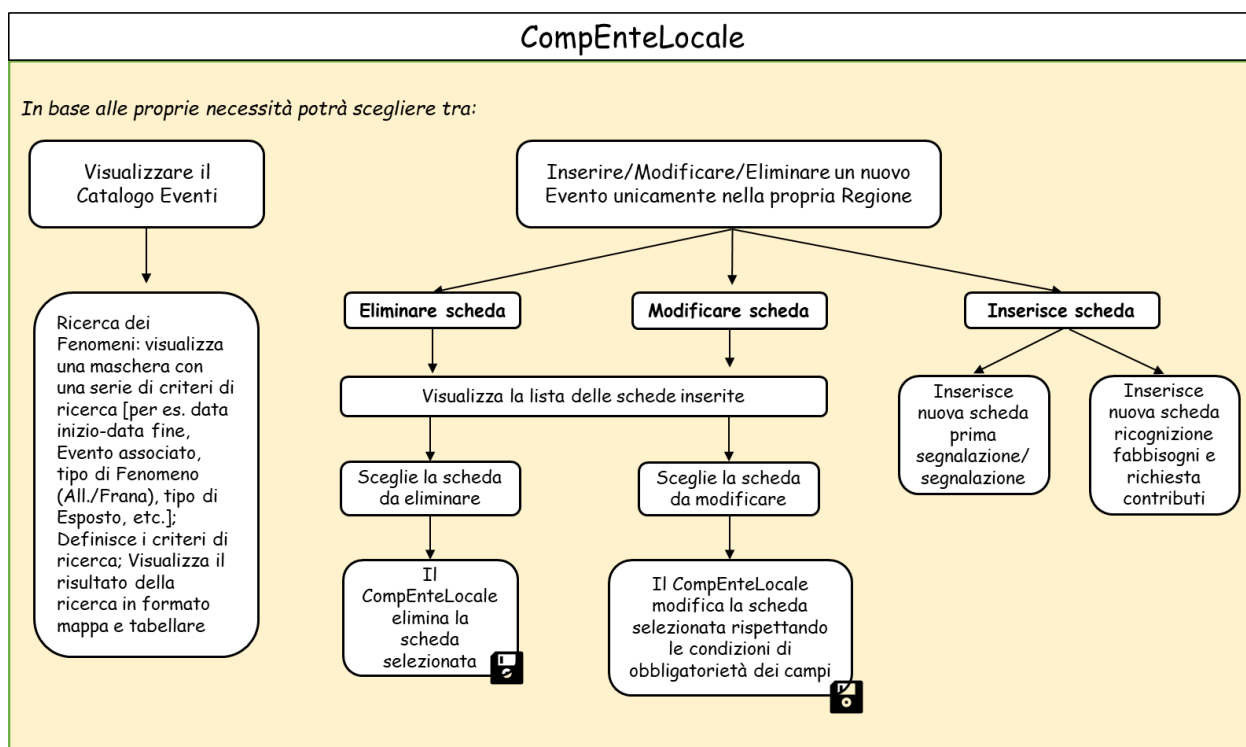 CompEnteLocale
In base alle proprie necessità potrà scegliere tra:
Visualizzare il
Catalogo Eventi
Inserire/Modificare/Eliminare un nuovo
Evento unicamente nella propria Regione
Ricerca dei
Fenomeni: visualizza
una maschera con
una serie di criteri di
ricerca [per es. data
inizio-data fine,
Evento associato,
tipo di Fenomeno
(All./Frana), tipo di
Esposto, etc.];
Definisce i criteri di
ricerca; Visualizza il
risultato della
ricerca in formato
mappa e tabellare
Eliminare scheda
Modificare scheda
Inserisce scheda
Visualizza la lista delle schede inserite
Sceglie la scheda
da eliminare
Sceglie la scheda
da modificare
Inserisce
nuova scheda
prima
segnalazione/
segnalazione
Inserisce
nuova scheda
ricognizione
fabbisogni e
richiesta
contributi
Il
CompEnteLocale
elimina la
scheda
selezionata
Il CompEnteLocale
modifica la scheda
selezionata rispettando
le condizioni di
obbligatorietà dei campi